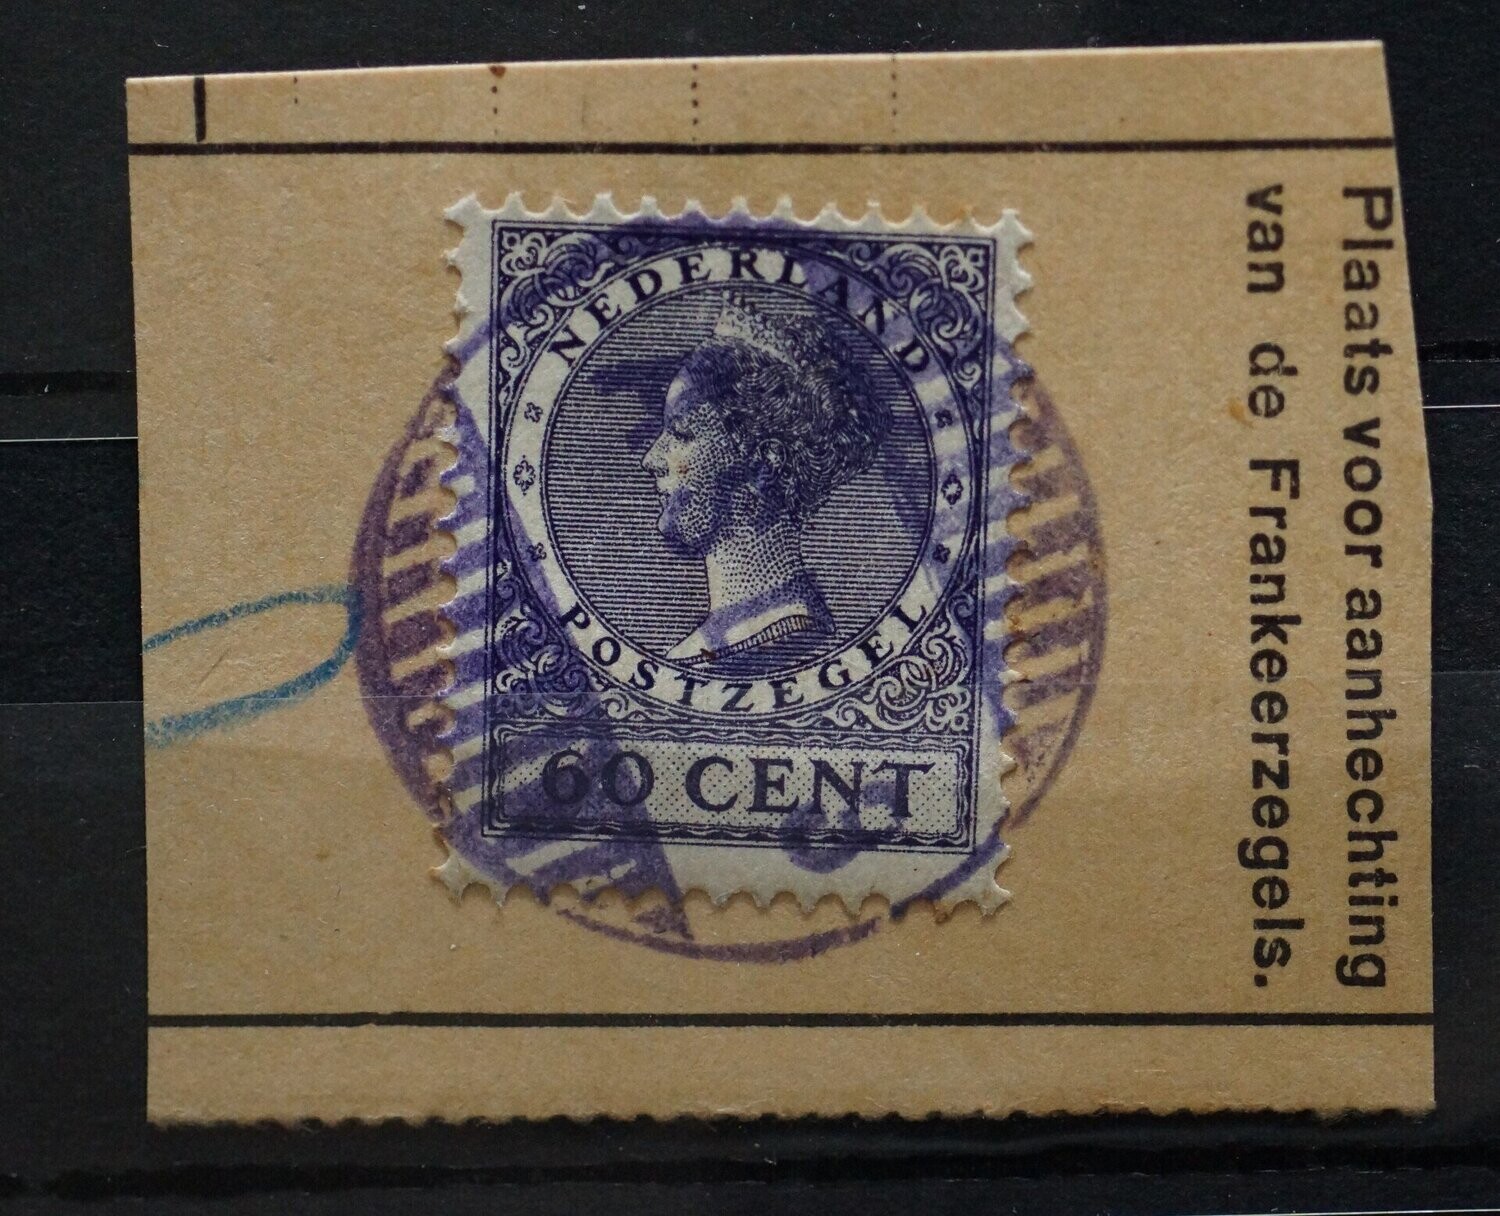 NEDERLAND
POSTZEGEL
60 CENT
Plaats voor aanhechting
van de Frankeerzegels.